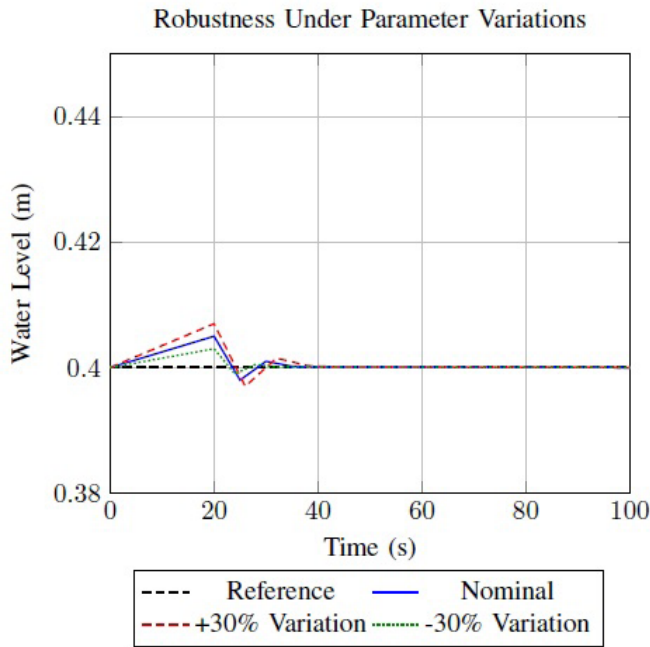 Robustness Under Parameter Variations
Water Level (m)
0.44
0.42
0.4
0.38
0 20 40 60 80 100
Time (s)
Reference Nominal
+30% Variation -30% Variation